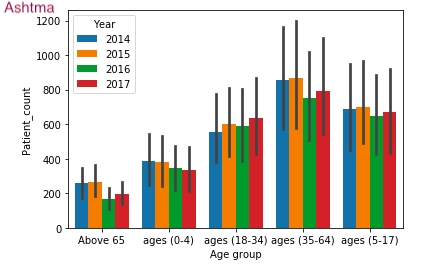 Ashtma
1200
1000
800
600
400
200
0
Patient_count
Year
2014
2015
2016
2017
Above 65 ages (0-4) ages (18-34) ages (35-64) ages (5-17)
Age group